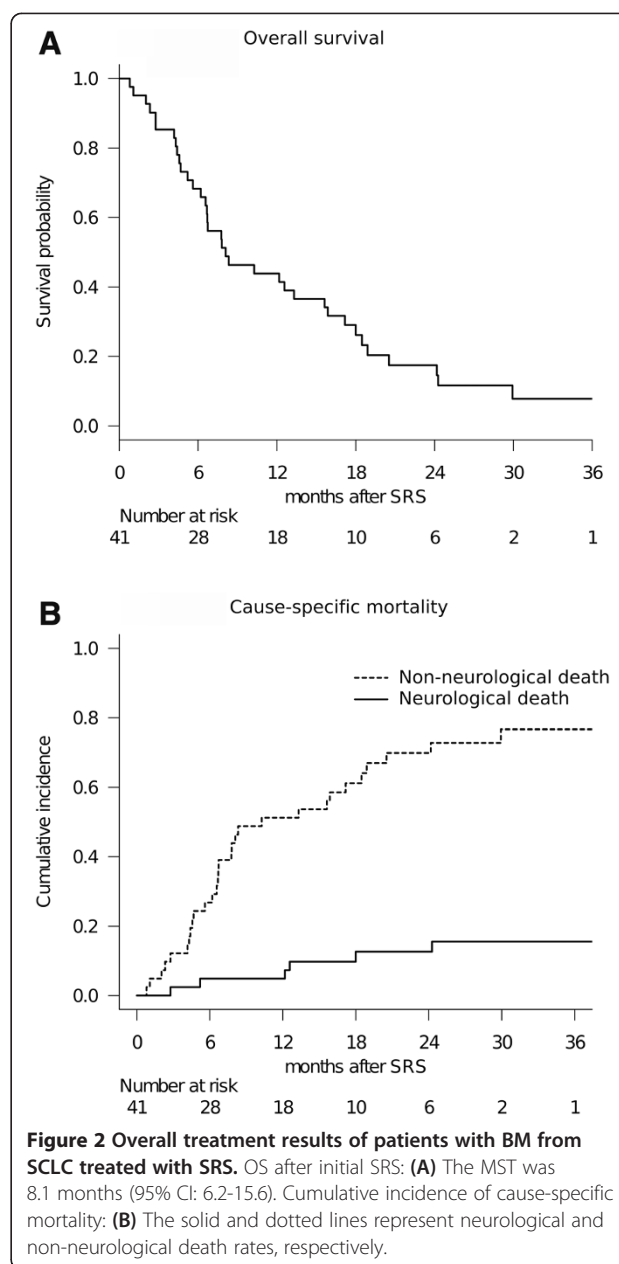 A
Overall survival
1.0
0.8
0.6
0.4
0.2
0.0
Survival probability
0 6 12 18 24 30 36
months after SRS
Number at risk
41 28 18 10 6 2 1
B
Cause-specific mortality
1.0
0.8
0.6
0.4
0.2
0.0
Cumulative incidence
Non-neurological death
Neurological death
0 6 12 18 24 30 36
months after SRS
Number at risk
41 28 18 10 6 2 1
Figure 2 Overall treatment results of patients with BM from
SCLC treated with SRS. OS after initial SRS: (A) The MST was
8.1 months (95% CI: 6.2-15.6). Cumulative incidence of cause-specific
mortality: (B) The solid and dotted lines represent neurological and
non-neurological death rates, respectively.